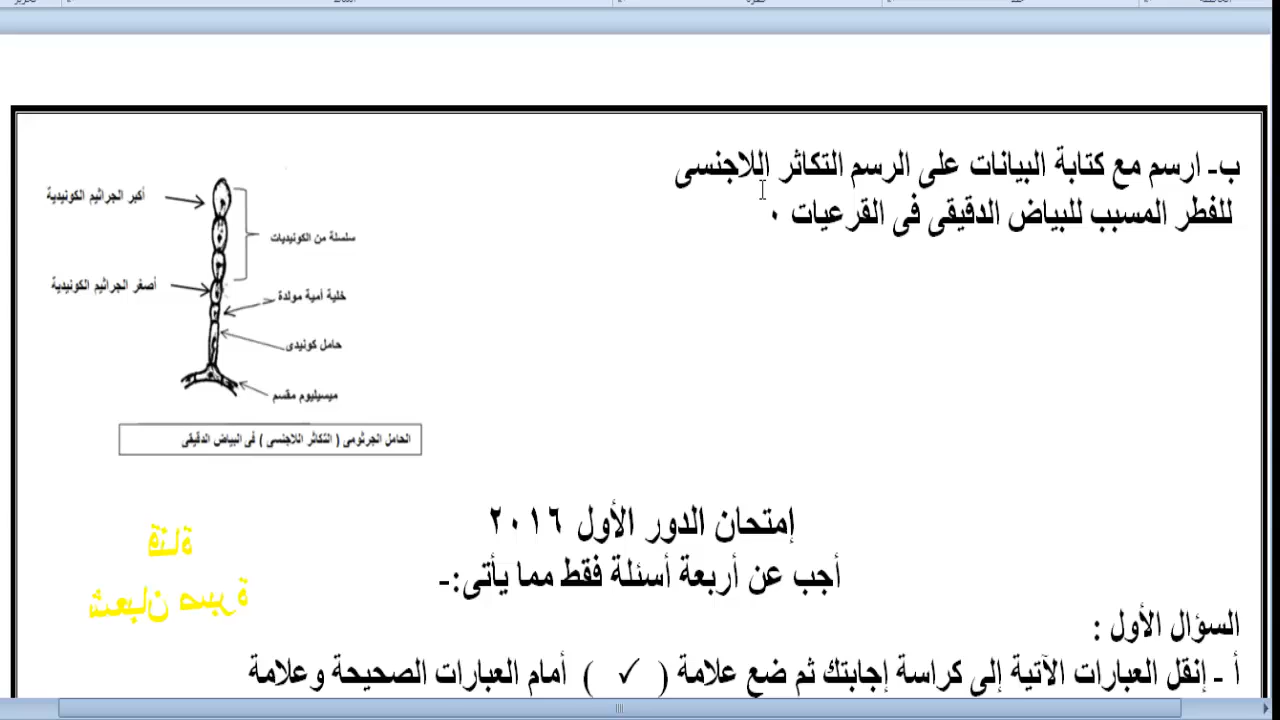 ب- ارسم مع كتابة البيانات على الرسم التكاثر اللاجنسى
للفطر المسبب للبياض الدقيقى فى القرعيات ٠
أكبر الجراثيم الكونيدية
سلسلة من الكونيديات
أصغر الجراثيم الكونيدية
خلية أمية مولدة
حامل كونيدى
ميسيليوم مقسم
الحامل الجرثومى ( التكاثر اللاجنسى ) فى البياض الدقيقى
إمتحان الدور الأول ٢٠١٦
أجب عن أربعة أسئلة فقط مما يأتى:-
قناة
شعبان صبرة
السؤال الأول :
أ - إنقل العبارات الآتية إلى كراسة إجابتك ثم ضع علامة ( ✓ ) أمام العبارات الصحيحة وعلامة